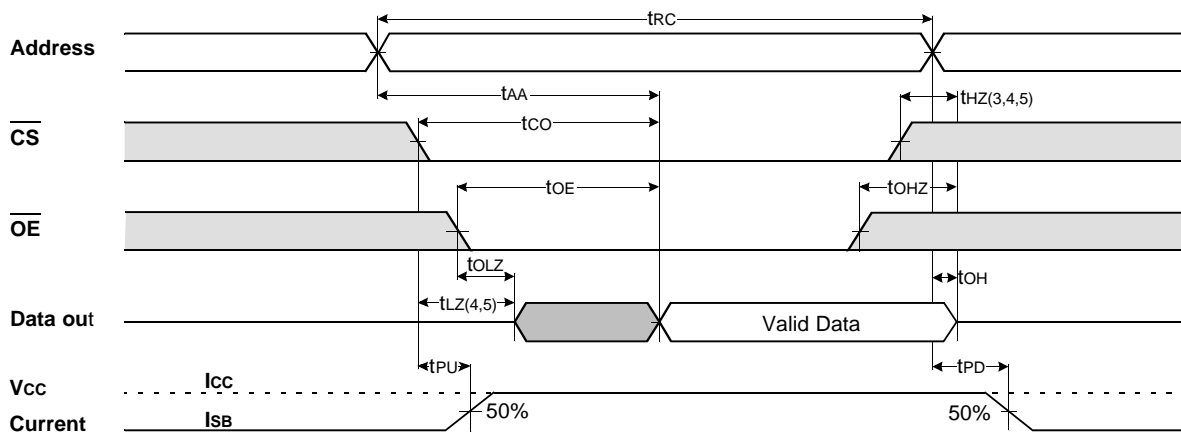 tRC
Address
tAA
tHZ(3,4,5)
CS
tCO
tOE
tOHZ
OE
tOLZ
tOH
tLZ(4,5)
Data out
Valid Data
tPU
tPD
VCC
ICC
50%
50%
Current
ISB